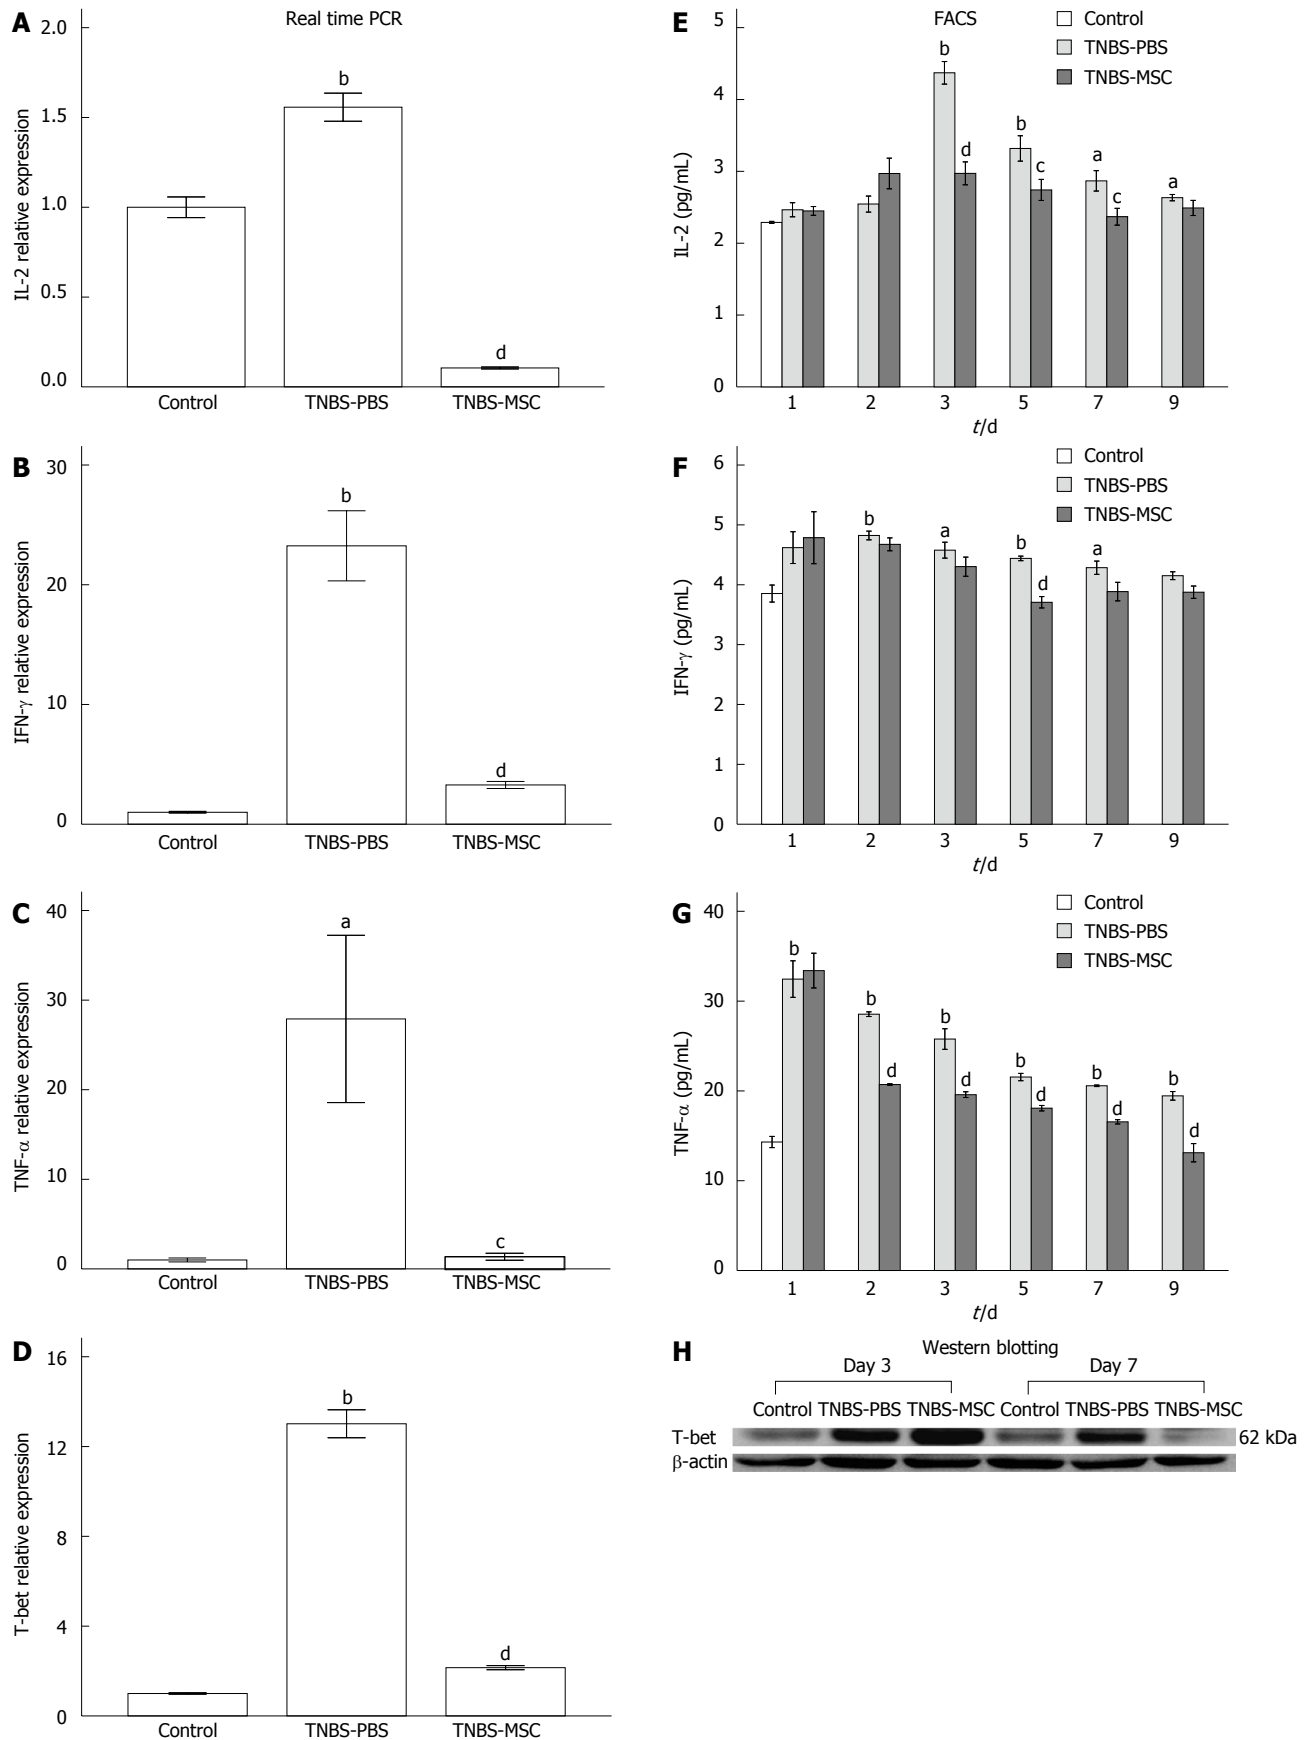 A
Real time PCR
2.0
1.5
1.0
0.5
0.0
IL-2 relative expression
b
d
Control TNBS-PBS TNBS-MSC
B
30
20
10
0
IFN-γ relative expression
b
d
Control TNBS-PBS TNBS-MSC
C
40
30
20
10
0
TNF-α relative expression
a
c
Control TNBS-PBS TNBS-MSC
D
16
12
8
4
0
T-bet relative expression
b
d
Control TNBS-PBS TNBS-MSC
E
FACS
Control
TNBS-PBS
TNBS-MSC
5
4
3
2
1
0
IL-2 (pg/mL)
b
d
b
c
a
c
a
1 2 3 5 7 9
t/d
F
Control
TNBS-PBS
TNBS-MSC
6
5
4
3
2
1
0
IFN-γ (pg/mL)
b
a
b
d
a
1 2 3 5 7 9
t/d
G
Control
TNBS-PBS
TNBS-MSC
40
30
20
10
0
TNF-α (pg/mL)
b
b
d
b
d
b
d
b
d
b
d
1 2 3 5 7 9
t/d
H
Western blotting
Day 3 Day 7
Control TNBS-PBS TNBS-MSC Control TNBS-PBS TNBS-MSC
T-bet 62 kDa
β-actin